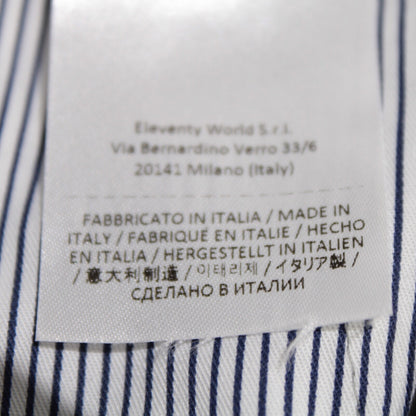 Eleventy World S.r.l.
Via Bernardino Verro 33/6
20141 Milano (Italy)
FABBRICATO IN ITALIA / MADE IN
ITALY / FABRIQUÉ EN ITALIE / HECHO
EN ITALIA / HERGESTELLT IN ITALIEN
/ 意大利制造 / 이태리제 / イタリア製 /
СДЕЛАНО В ИТАЛИИ